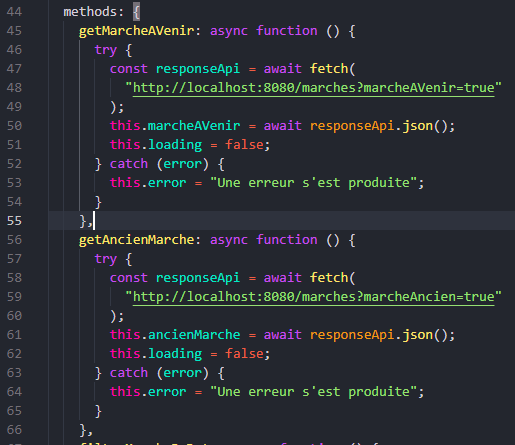 44 methods: {
45 getMarcheAVenir: async function () {
46 try {
47 const responseApi = await fetch(
48 "http://localhost:8080/marches?marcheAVenir=true"
49 );
50 this.marcheAVenir = await responseApi.json();
51 this.loading = false;
52 } catch (error) {
53 this.error = "Une erreur s'est produite";
54 }
55 },
56 getAncienMarche: async function () {
57 try {
58 const responseApi = await fetch(
59 "http://localhost:8080/marches?marcheAncien=true"
60 );
61 this.ancienMarche = await responseApi.json();
62 this.loading = false;
63 } catch (error) {
64 this.error = "Une erreur s'est produite";
65 }
66 },